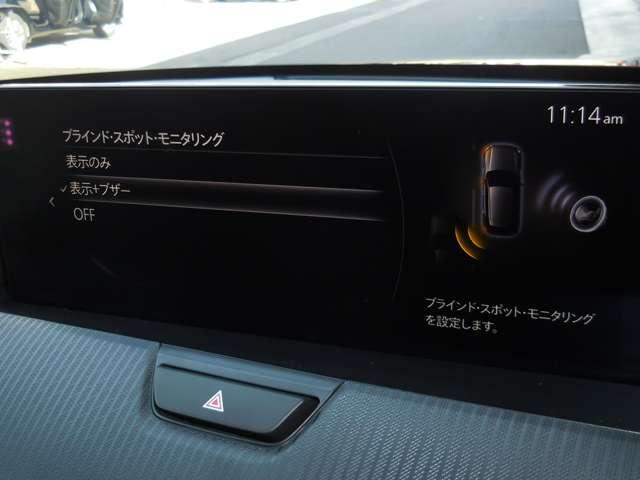 11:14am
ブラインド・スポット・モニタリング
表示のみ
✓ 表示+ブザー
OFF
ブラインド・スポット・モニタリング
を設定します。